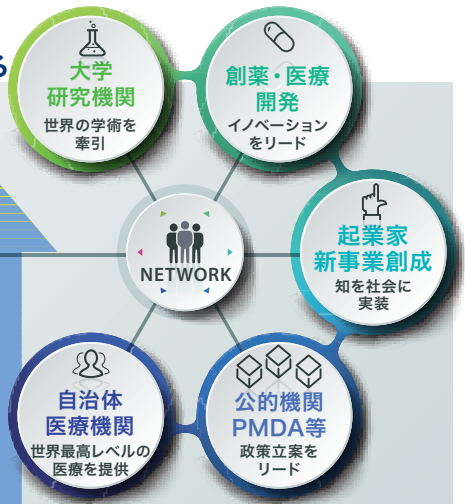 る
大学
研究機関
世界の学術を
牽引
創薬・医療
開発
イノベーション
をリード
起業家
新事業創成
知を社会に
実装
NETWORK
自治体
医療機関
世界最高レベルの
医療を提供
公的機関
PMDA等
政策立案を
リード